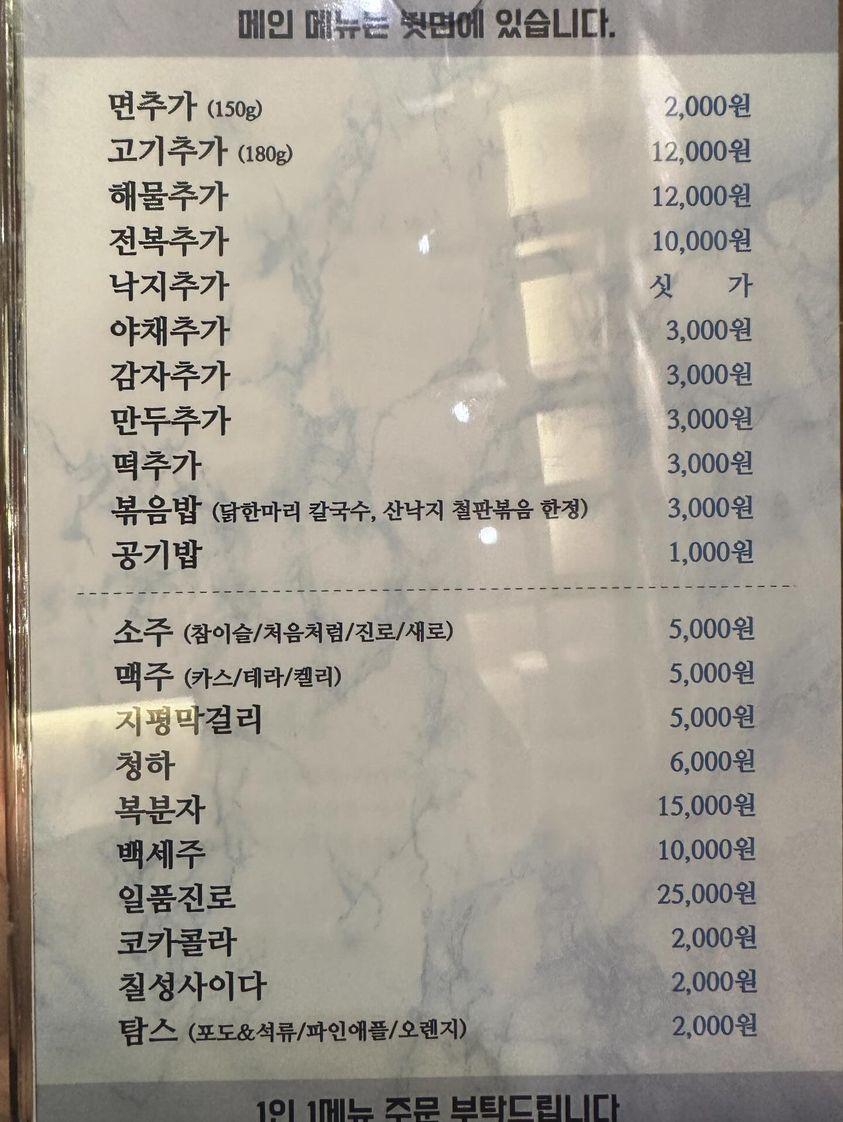 메인 메뉴는 뒷면에 있습니다.
면추가 (150g) 2,000원
고기추가 (180g) 12,000원
해물추가 12,000원
전복추가 10,000원
낙지추가 싯 가
야채추가 3,000원
감자추가 3,000원
만두추가 3,000원
떡추가 3,000원
볶음밥 (닭한마리 칼국수, 산낙지 철판볶음 한정) 3,000원
공기밥 1,000원
소주 (참이슬/처음처럼/진로/새로) 5,000원
맥주 (카스/테라/켈리) 5,000원
지평막걸리 5,000원
청하 6,000원
복분자 15,000원
백세주 10,000원
일품진로 25,000원
코카콜라 2,000원
칠성사이다 2,000원
탐스 (포도&석류/파인애플/오렌지) 2,000원
1인 1메뉴 주문 부탁드립니다